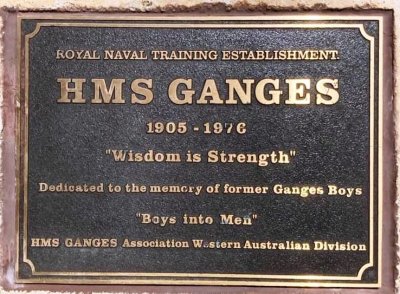 ROYAL NAVAL TRAINING ESTABLISHMENT.
HMS GANGES
1905 - 1976
"Wisdom is Strength"
Dedicated to the memory of former Ganges Boys
"Boys into Men"
HMS GANGES Association Western Australian Division